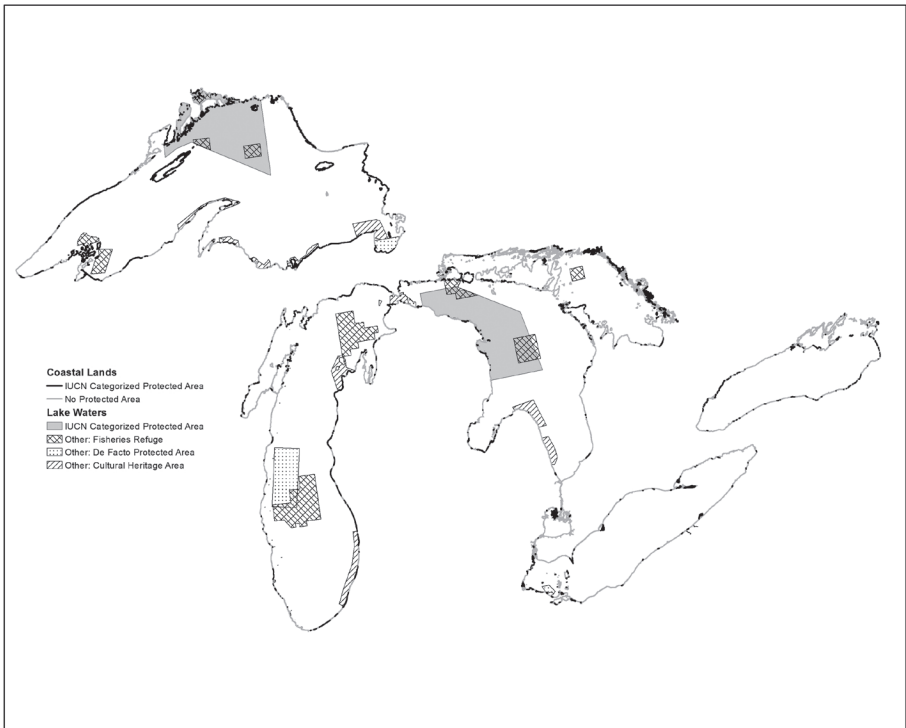 Coastal Lands
IUCN Categorized Protected Area
No Protected Area
Lake Waters
IUCN Categorized Protected Area
Other: Fisheries Refuge
Other: De Facto Protected Area
Other: Cultural Heritage Area